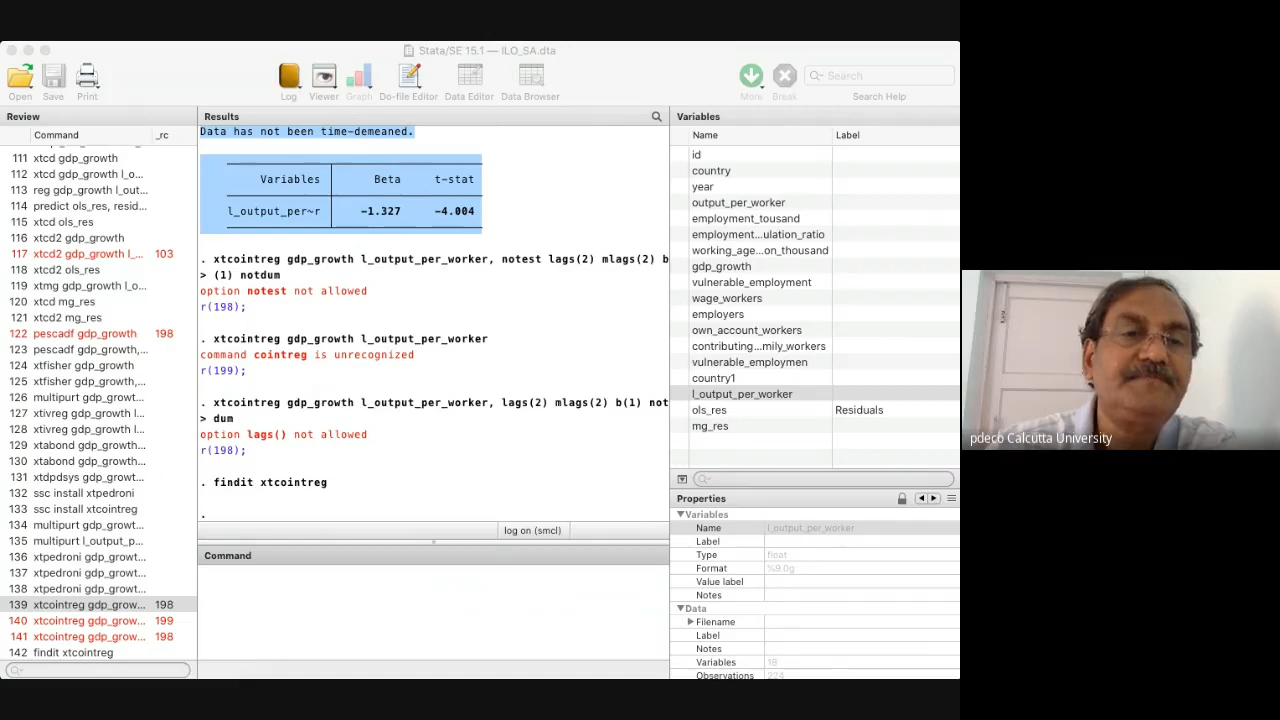 Stata/SE 15.1 — ILO_SA.dta
Open Save Print Log Viewer Graph Do-file Editor Data Editor Data Browser More Break Search Search Help
Review
Command _rc
111 xtcd gdp_growth
112 xtcd gdp_growth l_o...
113 reg gdp_growth l_out...
114 predict ols_res, resid...
115 xtcd ols_res
116 xtcd2 gdp_growth
117 xtcd2 gdp_growth l_... 103
118 xtcd2 ols_res
119 xtmg gdp_growth l_o...
120 xtcd mg_res
121 xtcd2 mg_res
122 pescadf gdp_growth 198
123 pescadf gdp_growth,...
124 xtfisher gdp_growth
125 xtfisher gdp_growth,...
126 multipurt gdp_growth...
127 xtivreg gdp_growth l...
128 xtivreg gdp_growth l...
129 xtabond gdp_growth...
130 xtabond gdp_growth...
131 xtdpdsys gdp_growt...
132 ssc install xtpedroni
133 ssc install xtcointreg
134 multipurt gdp_growt...
135 multipurt l_output_p...
136 xtpedroni gdp_growt...
137 xtpedroni gdp_growt...
138 xtpedroni gdp_growt...
139 xtcointreg gdp_grow... 198
140 xtcointreg gdp_grow... 199
141 xtcointreg gdp_grow... 198
142 findit xtcointreg
Results
Data has not been time-demeaned.
Variables Beta t-stat
l_output_per~r -1.327 -4.004
. xtcointreg gdp_growth l_output_per_worker, notest lags(2) mlags(2) b
> (1) notdum
option notest not allowed
r(198);
. xtcointreg gdp_growth l_output_per_worker
command cointreg is unrecognized
r(199);
. xtcointreg gdp_growth l_output_per_worker, lags(2) mlags(2) b(1) not
> dum
option lags() not allowed
r(198);
. findit xtcointreg
.
log on (smcl)
Command
Variables
Name Label
id
country
year
output_per_worker
employment_tousand
employment...ulation_ratio
working_age...on_thousand
gdp_growth
vulnerable_employment
wage_workers
employers
own_account_workers
contributing...mily_workers
vulnerable_employmen
country1
l_output_per_worker
ols_res Residuals
mg_res
Properties
Variables
Name l_output_per_worker
Label
Type float
Format %9.0g
Value label
Notes
Data
Filename
Label
Notes
Variables 18
Observations 224
pdeco Calcutta University